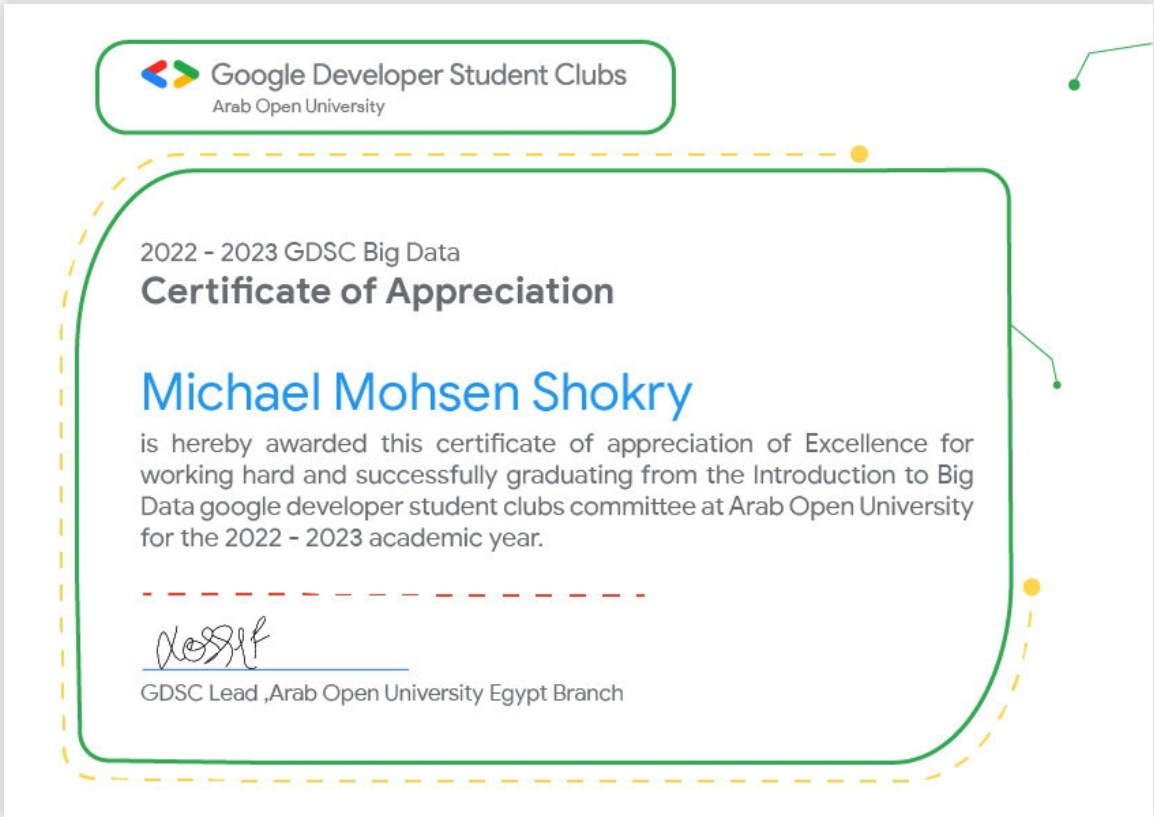 Google Developer Student Clubs
Arab Open University
2022 - 2023 GDSC Big Data
Certificate of Appreciation
Michael Mohsen Shokry
is hereby awarded this certificate of appreciation of Excellence for
working hard and successfully graduating from the Introduction to Big
Data google developer student clubs committee at Arab Open University
for the 2022 - 2023 academic year.
GDSC Lead ,Arab Open University Egypt Branch